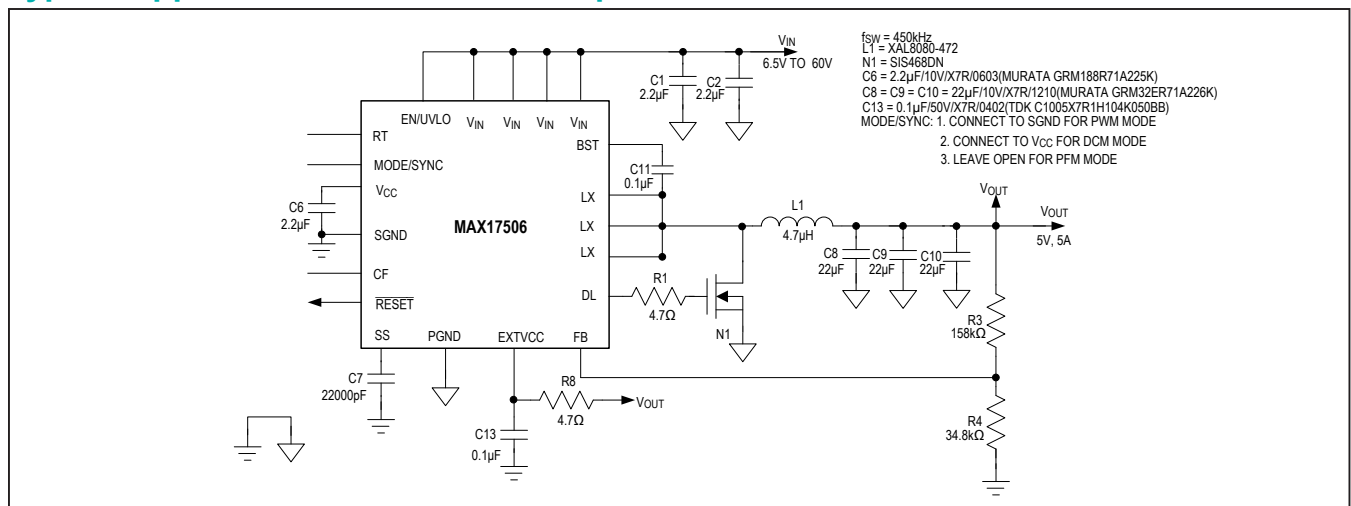 VIN
6.5V TO 60V
fSW = 450kHz
L1 = XAL8080-472
N1 = SIS468DN
C6 = 2.2µF/10V/X7R/0603(MURATA GRM188R71A225K)
C8 = C9 = C10 = 22µF/10V/X7R/1210(MURATA GRM32ER71A226K)
C13 = 0.1µF/50V/X7R/0402(TDK C1005X7R1H104K050BB)
MODE/SYNC: 1. CONNECT TO SGND FOR PWM MODE
2. CONNECT TO VCC FOR DCM MODE
3. LEAVE OPEN FOR PFM MODE
C1
2.2µF
C2
2.2µF
EN/UVLO
VIN
VIN
VIN
VIN
RT
BST
MODE/SYNC
C11
0.1µF
VCC
LX
C6
2.2µF
MAX17506
LX
SGND
LX
L1
4.7µH
VOUT
VOUT
5V, 5A
C8
22µF
C9
22µF
C10
22µF
CF
RESET
DL
R1
4.7Ω
N1
R3
158kΩ
SS
PGND
EXTVCC
FB
C7
22000pF
R8
4.7Ω
VOUT
C13
0.1µF
R4
34.8kΩ